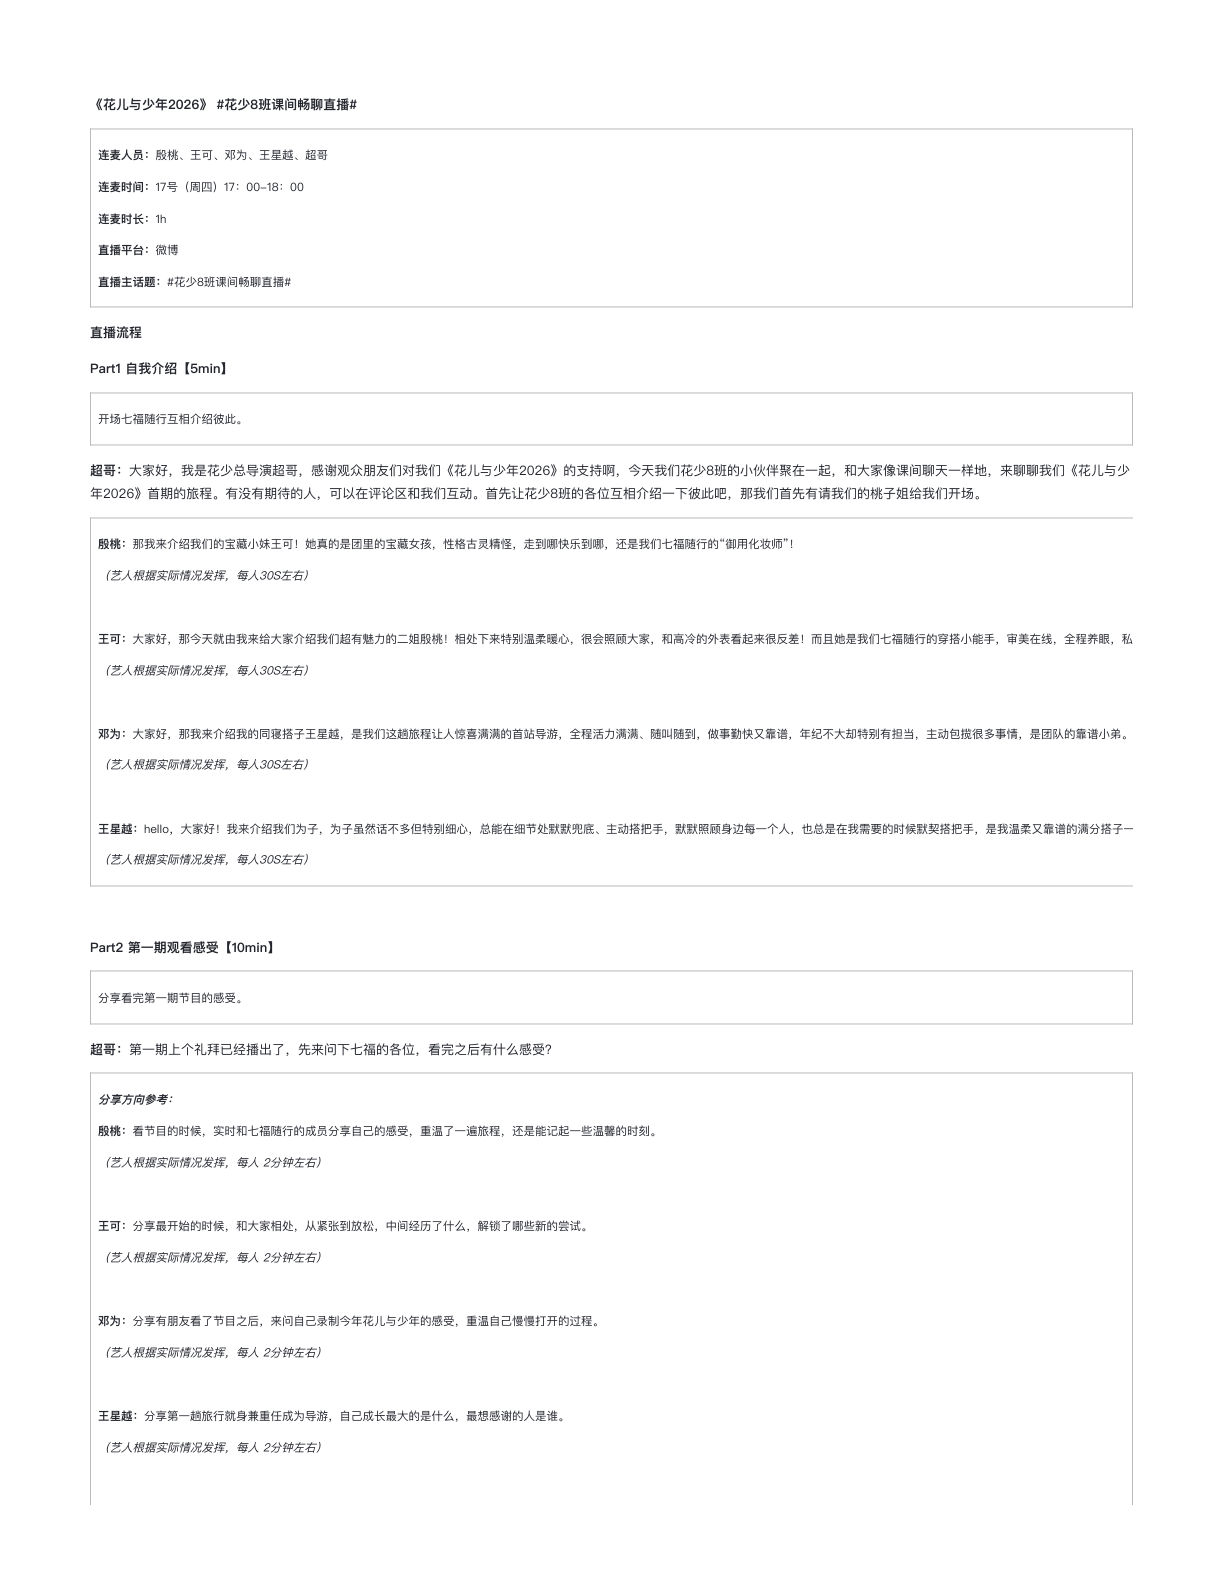 《花儿与少年2026》 #花少8班课间畅聊直播#
连麦人员：殷桃、王可、邓为、王星越、超哥
连麦时间：17号（周四）17：00-18：00
连麦时长：1h
直播平台：微博
直播主话题：#花少8班课间畅聊直播#
直播流程
Part1 自我介绍【5min】
开场七福随行互相介绍彼此。
超哥：大家好，我是花少总导演超哥，感谢观众朋友们对我们《花儿与少年2026》的支持啊，今天我们花少8班的小伙伴聚在一起，和大家像课间聊天一样地，来聊聊我们《花儿与少
年2026》首期的旅程。有没有期待的人，可以在评论区和我们互动。首先让花少8班的各位互相介绍一下彼此吧，那我们首先有请我们的桃子姐给我们开场。
殷桃：那我来介绍我们的宝藏小妹王可！她真的是团里的宝藏女孩，性格古灵精怪，走到哪快乐到哪，还是我们七福随行的“御用化妆师”！
（艺人根据实际情况发挥，每人30S左右）
王可：大家好，那今天就由我来给大家介绍我们超有魅力的二姐殷桃！相处下来特别温柔暖心，很会照顾大家，和高冷的外表看起来很反差！而且她是我们七福随行的穿搭小能手，审美在线，全程养眼，私
（艺人根据实际情况发挥，每人30S左右）
邓为：大家好，那我来介绍我的同寝搭子王星越，是我们这趟旅程让人惊喜满满的首站导游，全程活力满满、随叫随到，做事勤快又靠谱，年纪不大却特别有担当，主动包揽很多事情，是团队的靠谱小弟。
（艺人根据实际情况发挥，每人30S左右）
王星越：hello，大家好！我来介绍我们为子，为子虽然话不多但特别细心，总能在细节处默默兜底、主动搭把手，默默照顾身边每一个人，也总是在我需要的时候默契搭把手，是我温柔又靠谱的满分搭子一
（艺人根据实际情况发挥，每人30S左右）
Part2 第一期观看感受【10min】
分享看完第一期节目的感受。
超哥：第一期上个礼拜已经播出了，先来问下七福的各位，看完之后有什么感受？
分享方向参考：
殷桃：看节目的时候，实时和七福随行的成员分享自己的感受，重温了一遍旅程，还是能记起一些温馨的时刻。
（艺人根据实际情况发挥，每人 2分钟左右）
王可：分享最开始的时候，和大家相处，从紧张到放松，中间经历了什么，解锁了哪些新的尝试。
（艺人根据实际情况发挥，每人 2分钟左右）
邓为：分享有朋友看了节目之后，来问自己录制今年花儿与少年的感受，重温自己慢慢打开的过程。
（艺人根据实际情况发挥，每人 2分钟左右）
王星越：分享第一趟旅行就身兼重任成为导游，自己成长最大的是什么，最想感谢的人是谁。
（艺人根据实际情况发挥，每人 2分钟左右）